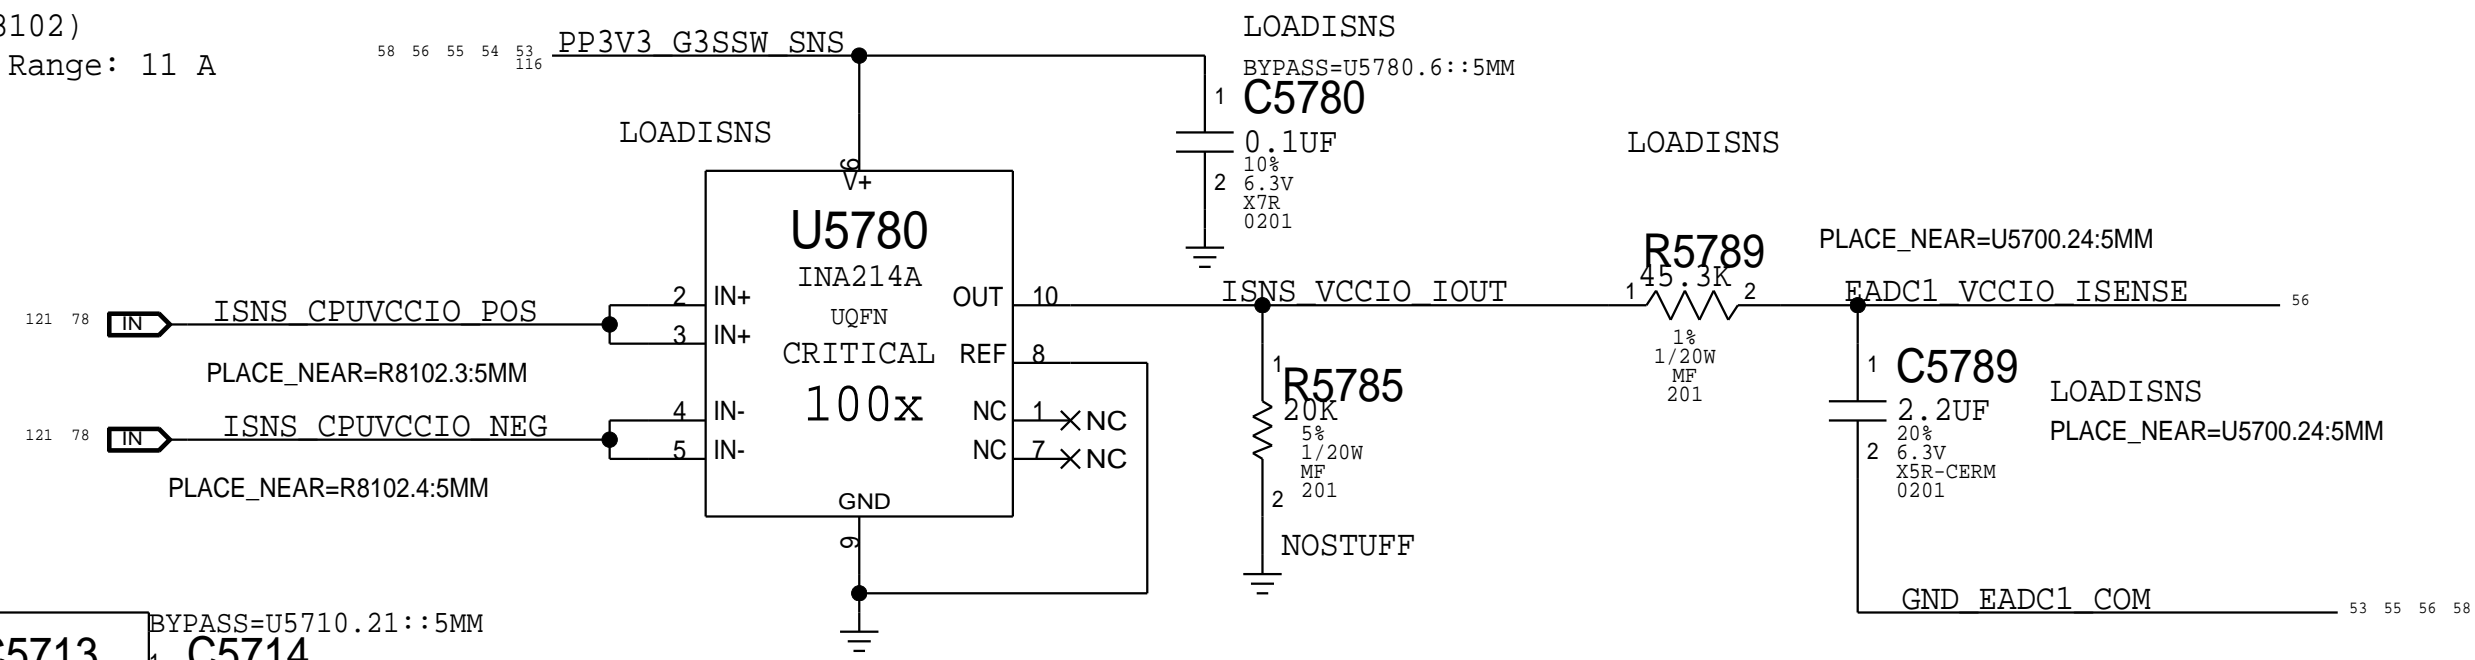 8102)
Range: 11 A
58 56 55 54 53
116
PP3V3_G3SSW_SNS
LOADISNS
BYPASS=U5780.6::5MM
1
C5780
0.1UF
10%
2
6.3V
X7R
0201
LOADISNS
6
V+
U5780
INA214A
UQFN
CRITICAL
100x
121 78
IN
ISNS_CPUVCCIO_POS
2
IN+
3
IN+
PLACE_NEAR=R8102.3:5MM
121 78
IN
ISNS_CPUVCCIO_NEG
4
IN-
5
IN-
PLACE_NEAR=R8102.4:5MM
OUT
10
REF
8
NC
1
NC
NC
7
NC
GND
9
ISNS_VCCIO_IOUT
1
R5785
20K
5%
1/20W
MF
2
201
NOSTUFF
LOADISNS
R5789
45.3K
1
2
1%
1/20W
MF
201
PLACE_NEAR=U5700.24:5MM
EADC1_VCCIO_ISENSE
56
1
C5789
2.2UF
20%
2
6.3V
X5R-CERM
0201
LOADISNS
PLACE_NEAR=U5700.24:5MM
GND_EADC1_COM
53 55 56 58
BYPASS=U5710.21::5MM
C5713
1
C5714